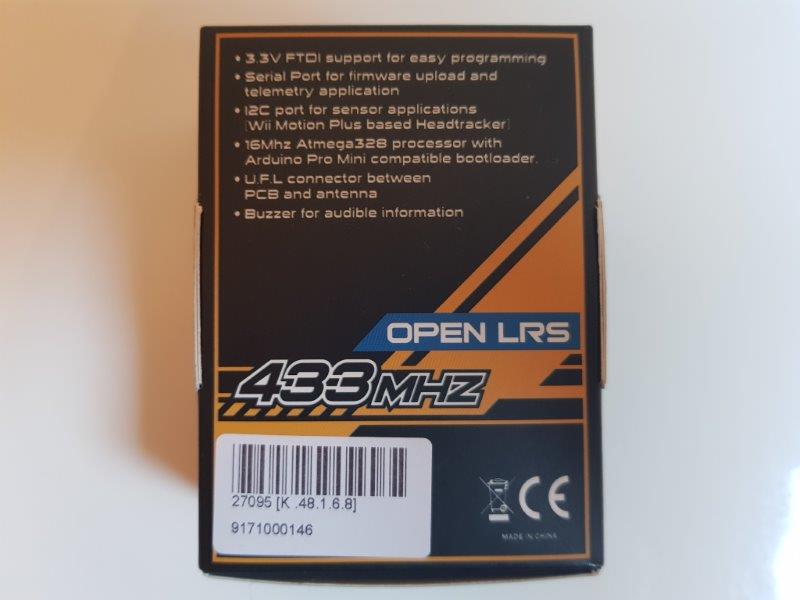 • 3.3V FTDI support for easy programming
• Serial Port for firmware upload and
telemetry application
• I2C port for sensor applications
[Wii Motion Plus based Headtracker]
• 16Mhz Atmega328 processor with
Arduino Pro Mini compatible bootloader.
• U.F.L connector between
PCB and antenna
• Buzzer for audible information
OPEN LRS
433MHZ
27095 [K .48.1.6.8]
9171000146
CE
MADE IN CHINA